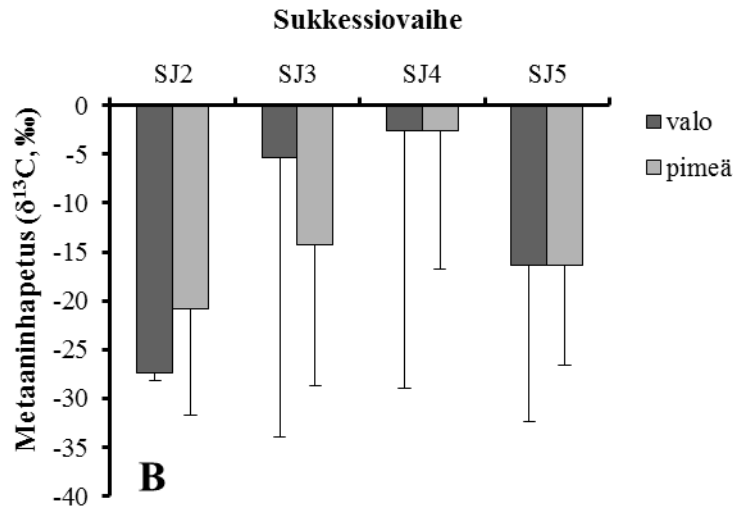 Sukkessiovaihe
SJ2 SJ3 SJ4 SJ5
Metaaninhapetus (δ¹³C, ‰)
0
-5
-10
-15
-20
-25
-30
-35
-40
valo
pimeä
B